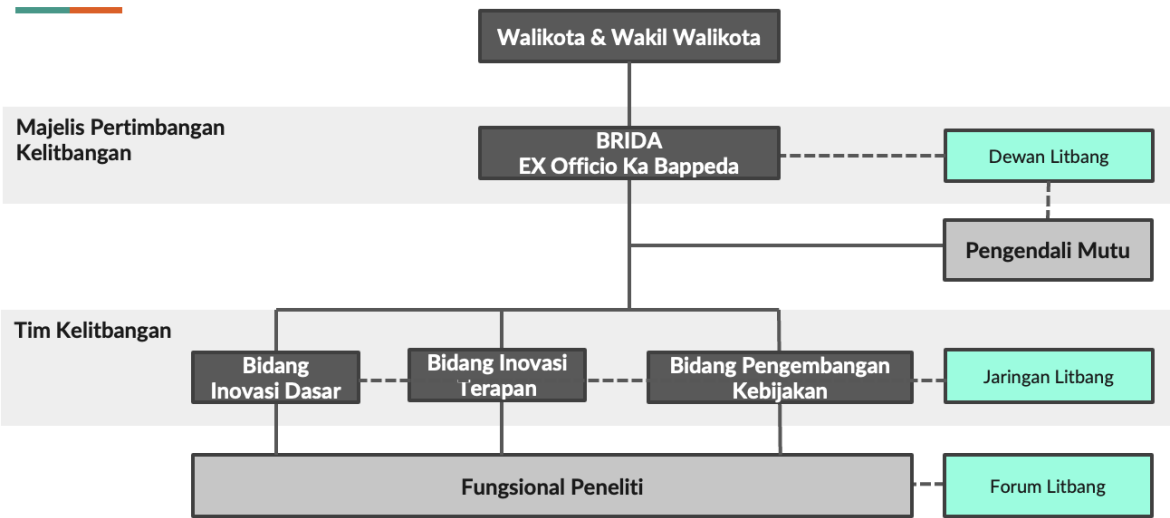 Walikota & Wakil Walikota
Majelis Pertimbangan
Kelitbangan
BRIDA
EX Officio Ka Bappeda
Dewan Litbang
Pengendali Mutu
Tim Kelitbangan
Bidang
Inovasi Dasar
Bidang Inovasi
Terapan
Bidang Pengembangan
Kebijakan
Jaringan Litbang
Fungsional Peneliti
Forum Litbang